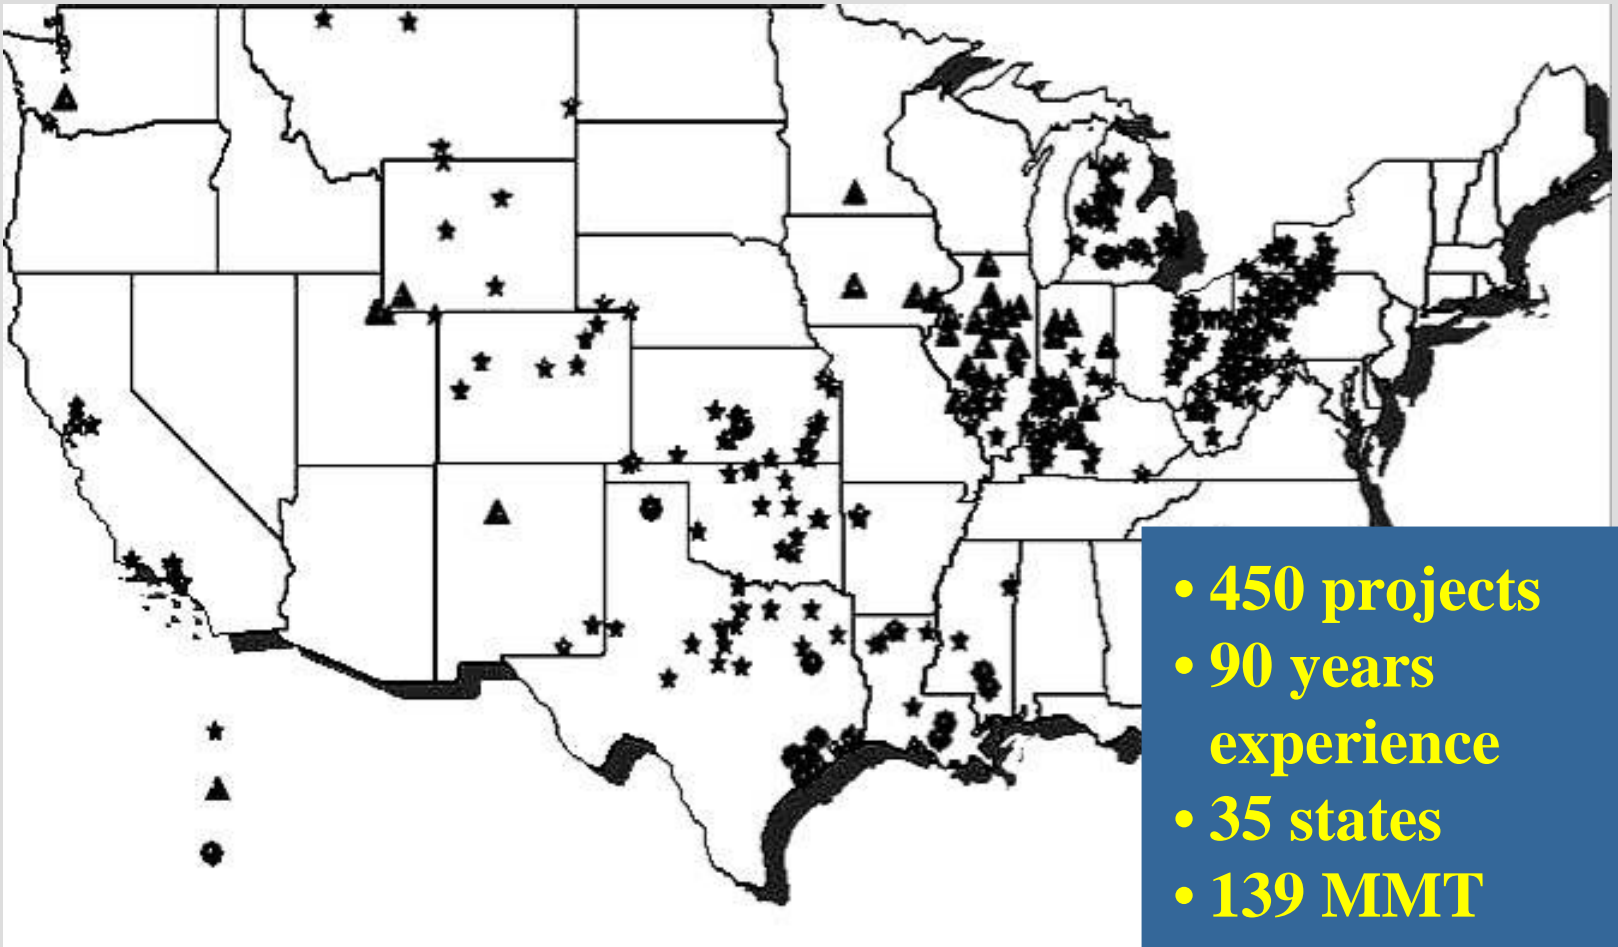 • 450 projects
• 90 years
experience
• 35 states
• 139 MMT